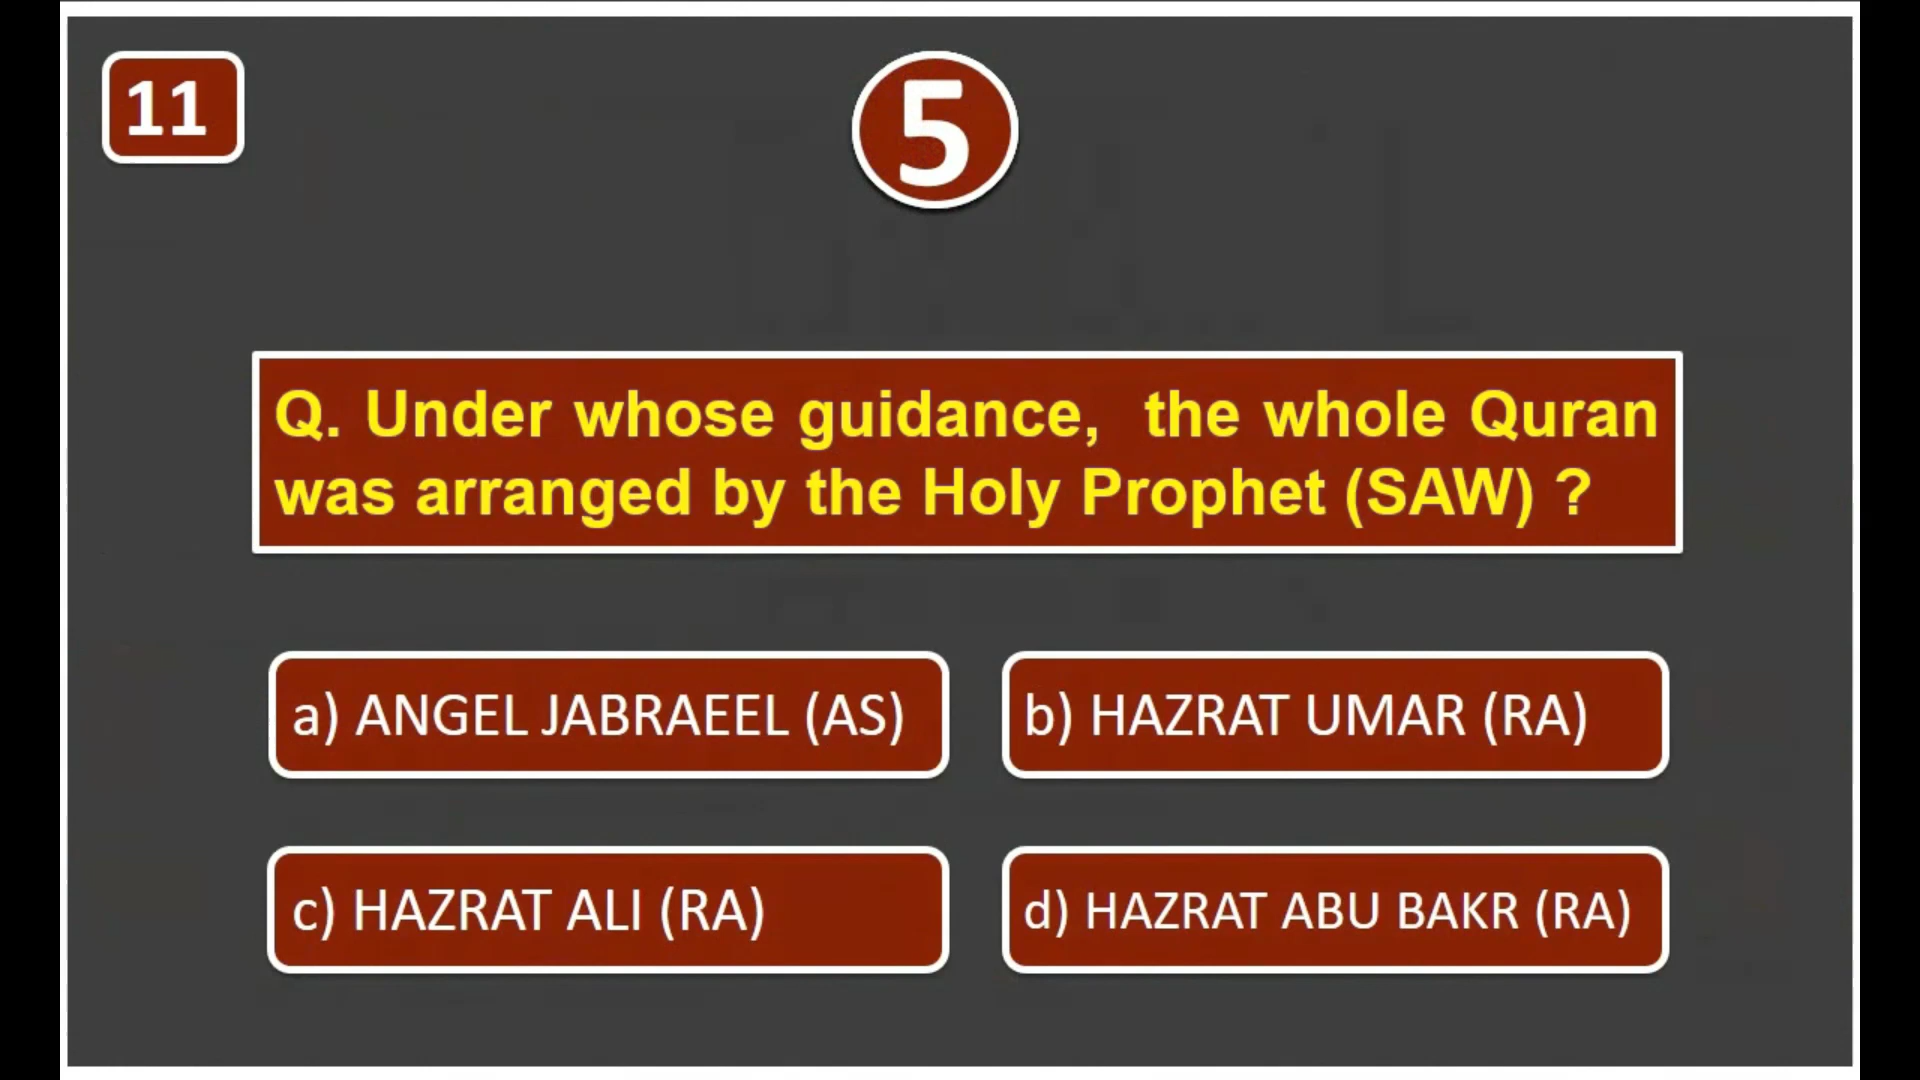 11
5
Q. Under whose guidance, the whole Quran
was arranged by the Holy Prophet (SAW) ?
a) ANGEL JABRAEEL (AS)
b) HAZRAT UMAR (RA)
c) HAZRAT ALI (RA)
d) HAZRAT ABU BAKR (RA)